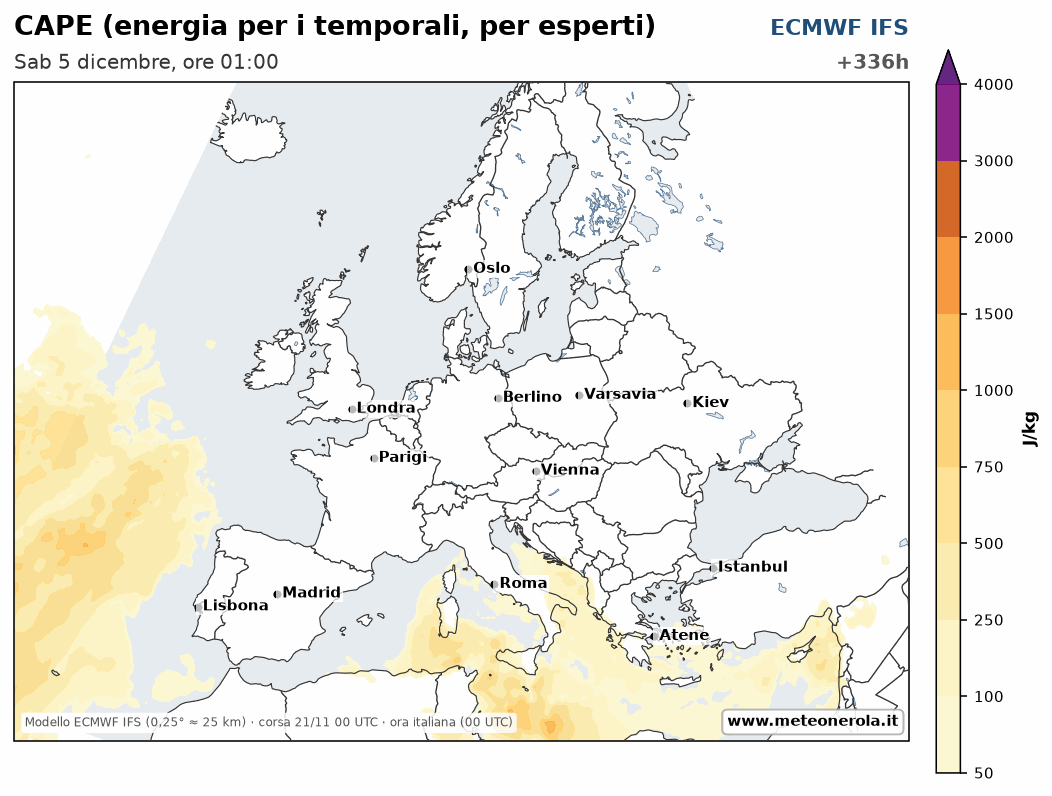 CAPE (energia per i temporali, per esperti)
ECMWF IFS
Sab 5 dicembre, ore 01:00
+336h
4000
3000
2000
1500
1000
750
500
250
100
50
J/kg
Oslo
Londra
Berlino
Varsavia
Kiev
Parigi
Vienna
Istanbul
Roma
Madrid
Lisbona
Atene
Modello ECMWF IFS (0,25° ≈ 25 km) · corsa 21/11 00 UTC · ora italiana (00 UTC)
www.meteonerola.it